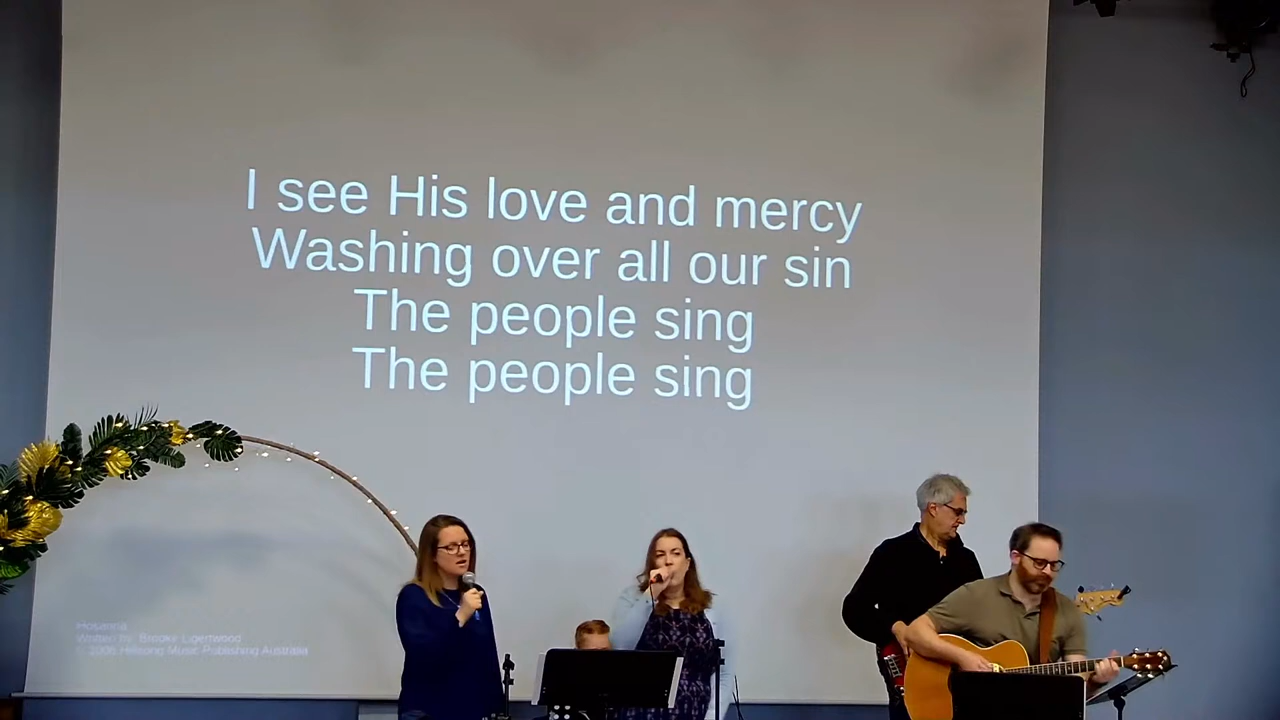 I see His love and mercy
Washing over all our sin
The people sing
The people sing
Hosanna
Written by: Brooke Ligertwood
© 2006 Hillsong Music Publishing Australia